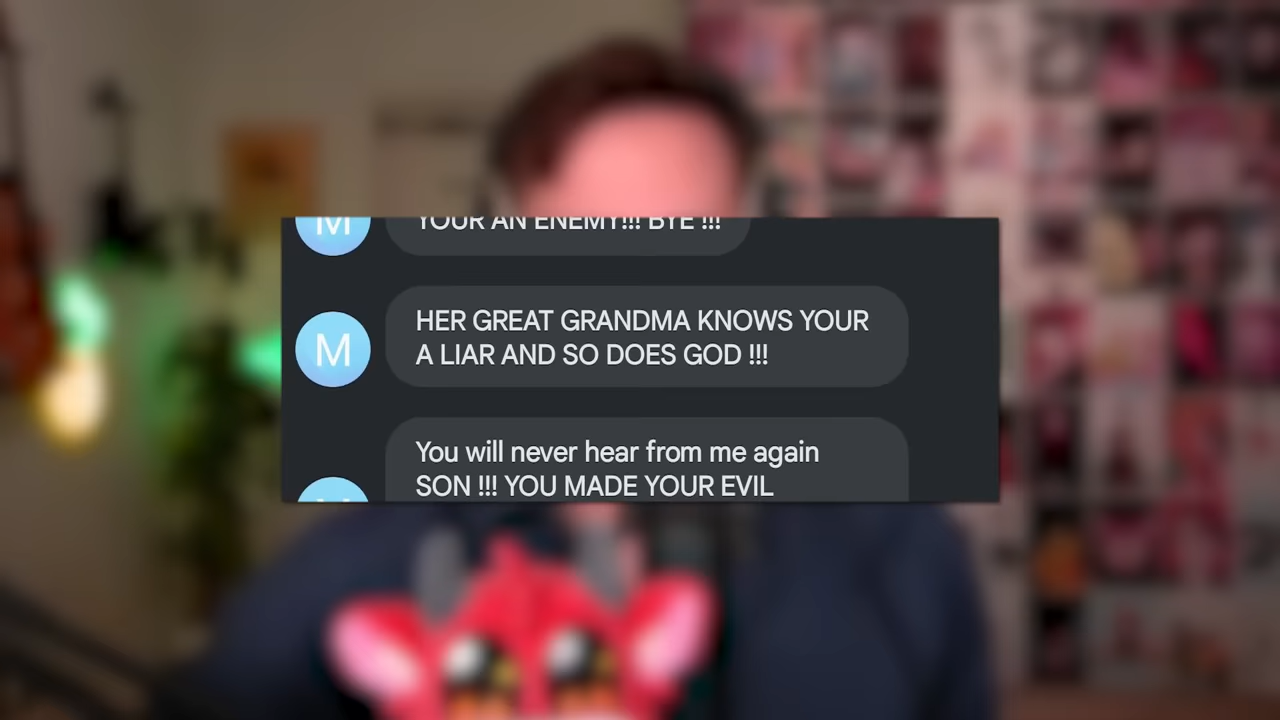 M
YOUR AN ENEMY!!! BYE !!!
M
HER GREAT GRANDMA KNOWS YOUR
A LIAR AND SO DOES GOD !!!
You will never hear from me again
SON !!! YOU MADE YOUR EVIL